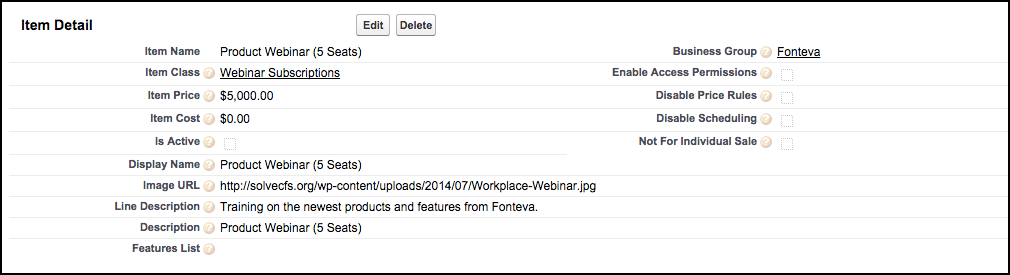 Item Detail Edit Delete
Item Name Product Webinar (5 Seats) Business Group ? Fonteva
Item Class ? Webinar Subscriptions Enable Access Permissions ?
Item Price ? $5,000.00 Disable Price Rules ?
Item Cost ? $0.00 Disable Scheduling ?
Is Active ? Not For Individual Sale ?
Display Name ? Product Webinar (5 Seats)
Image URL ? http://solvecfs.org/wp-content/uploads/2014/07/Workplace-Webinar.jpg
Line Description ? Training on the newest products and features from Fonteva.
Description ? Product Webinar (5 Seats)
Features List ?